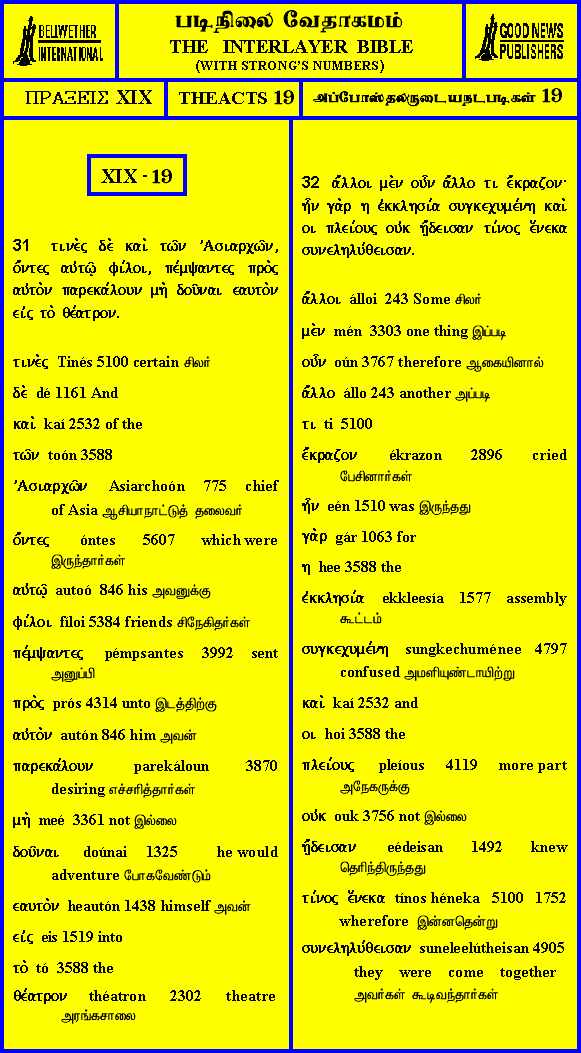 BELLWETHER
INTERNATIONAL
படிநிலை வேதாகமம்
THE INTERLAYER BIBLE
(WITH STRONG'S NUMBERS)
GOOD NEWS
PUBLISHERS
ΠΡΑΞΕΙΣ XIX
THEACTS 19
அப்போஸ்தலருடையநடபடிகள் 19
XIX - 19
31 τινὲς δὲ καὶ τῶν Ἀσιαρχῶν,
ὄντες αὐτῷ φίλοι, πέμψαντες πρὸς
αὐτὸν παρεκάλουν μὴ δοῦναι εαυτὸν
εἰς τὸ θέατρον.
τινὲς Tinés 5100 certain சிலர்
δὲ dé 1161 And
καὶ kaí 2532 of the
τῶν toón 3588
Ἀσιαρχῶν Asiarchoón 775 chief
of Asia ஆசியாநாட்டுத் தலைவர்
ὄντες óntes 5607 which were
இருந்தார்கள்
αὐτῷ autoó 846 his அவனுக்கு
φίλοι fíloi 5384 friends சிநேகிதர்கள்
πέμψαντες pémpsantes 3992 sent
அனுப்பி
πρὸς prós 4314 unto இடத்திற்கு
αὐτὸν autón 846 him அவன்
παρεκάλουν parekáloun 3870
desiring எச்சரித்தார்கள்
μὴ meé 3361 not இல்லை
δοῦναι doúnai 1325 he would
adventure போகவேண்டும்
εαυτὸν heautón 1438 himself அவன்
εἰς eis 1519 into
τὸ tó 3588 the
θέατρον théatron 2302 theatre
அரங்கசாலை
32 ἄλλοι μὲν οὖν ἄλλο τι ἔκραζον·
ἦν γὰρ η ἐκκλησία συγκεχυμένη καὶ
οι πλείους οὐκ ᾔδεισαν τίνος ἕνεκα
συνεληλύθεισαν.
ἄλλοι álloi 243 Some சிலர்
μὲν mén 3303 one thing இப்படி
οὖν oún 3767 therefore ஆகையினால்
ἄλλο állo 243 another அப்படி
τι ti 5100
ἔκραζον ékrazon 2896 cried
பேசினார்கள்
ἦν eén 1510 was இருந்தது
γὰρ gár 1063 for
η hee 3588 the
ἐκκλησία ekkleesía 1577 assembly
கூட்டம்
συγκεχυμένη sungkechuménee 4797
confused அமளியுண்டாயிற்று
καὶ kaí 2532 and
οι hoi 3588 the
πλείους pleíous 4119 more part
அநேகருக்கு
οὐκ ouk 3756 not இல்லை
ᾔδεισαν eédeisan 1492 knew
தெரிந்திருந்தது
τίνος ἕνεκα tínos héneka 5100 1752
wherefore இன்னதென்று
συνεληλύθεισαν suneleelútheisan 4905
they were come together
அவர்கள் கூடிவந்தார்கள்